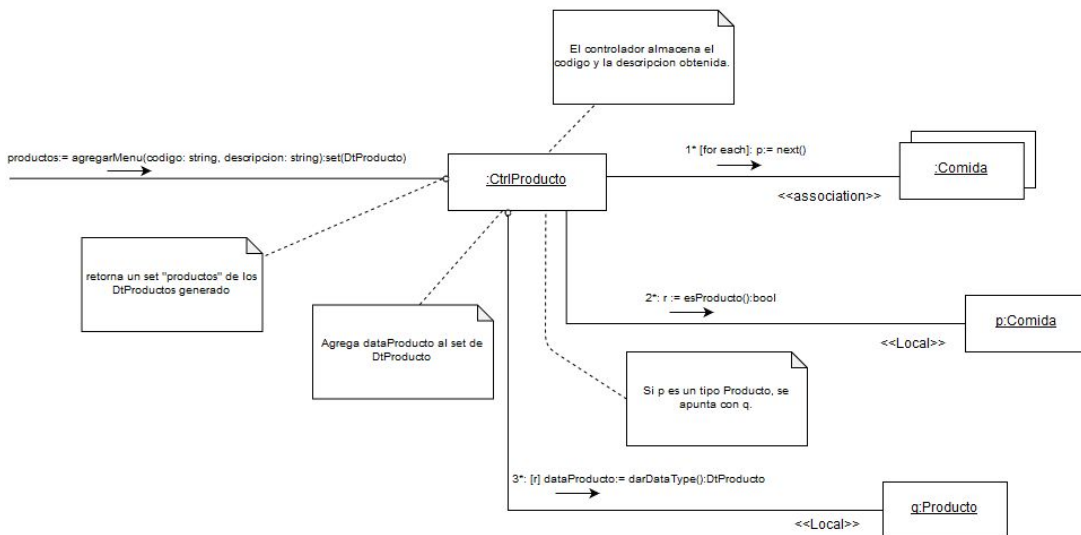 El controlador almacena el
codigo y la descripcion obtenida.
productos:= agregarMenu(codigo: string, descripcion: string):set(DtProducto)
:CtrlProducto
1* [for each]: p:= next()
:Comida
<<association>>
retorna un set "productos" de los
DtProductos generado
Agrega dataProducto al set de
DtProducto
2*: r := esProducto():bool
p:Comida
<<Local>>
Si p es un tipo Producto, se
apunta con q.
3*: [r] dataProducto:= darDataType():DtProducto
q:Producto
<<Local>>